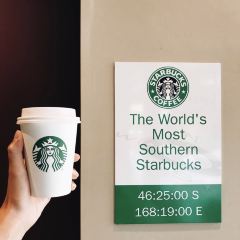 STARBUCKS
COFFEE
The World's
Most
Southern
Starbucks
46:25:00 S
168:19:00 E